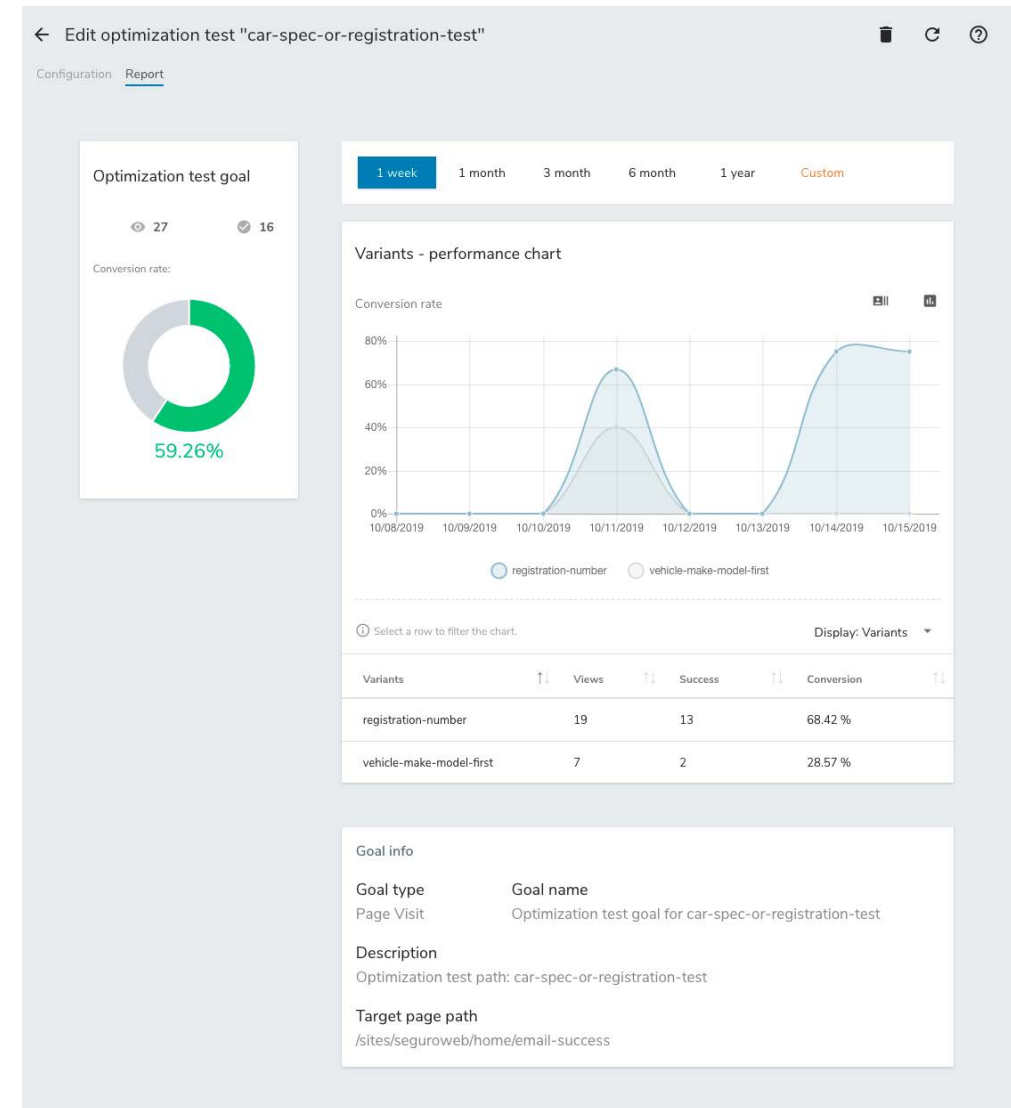 Edit optimization test "car-spec-or-registration-test"
Configuration Report
Optimization test goal
27 16
Conversion rate:
59.26%
1 week 1 month 3 month 6 month 1 year Custom
Variants - performance chart
Conversion rate
80%
60%
40%
20%
0%
10/08/2019 10/09/2019 10/10/2019 10/11/2019 10/12/2019 10/13/2019 10/14/2019 10/15/2019
registration-number vehicle-make-model-first
Select a row to filter the chart. Display: Variants
Variants Views Success Conversion
registration-number 19 13 68.42 %
vehicle-make-model-first 7 2 28.57 %
Goal info
Goal type Goal name
Page Visit Optimization test goal for car-spec-or-registration-test
Description
Optimization test path: car-spec-or-registration-test
Target page path
/sites/seguroweb/home/email-success